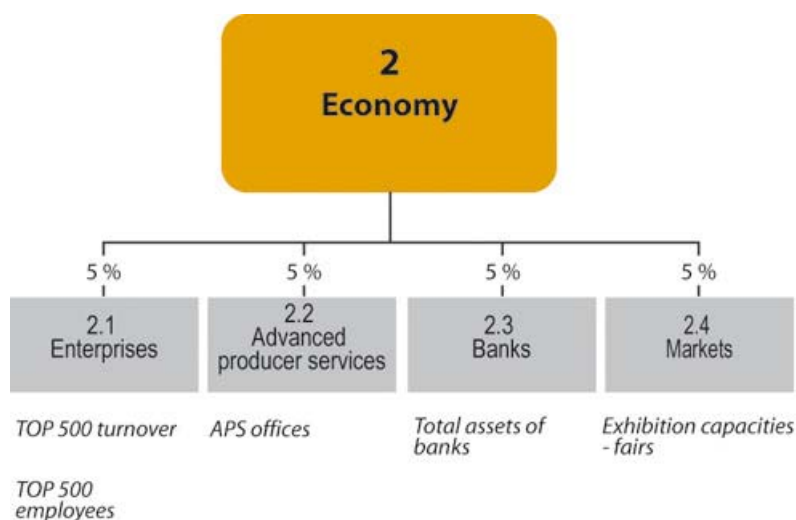 2
Economy
5 %
5 %
5 %
5 %
2.1
Enterprises
2.2
Advanced
producer services
2.3
Banks
2.4
Markets
TOP 500 turnover
TOP 500
employees
APS offices
Total assets of
banks
Exhibition capacities
- fairs